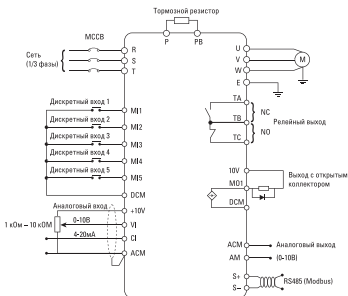 Тормозной резистор
P PB
MCCB
Сеть
(1/3 фазы)
R
S
T
U
V
W
M
E
TA
TB
TC
NC
NO
Релейный выход
Дискретный вход 1
MI1
Дискретный вход 2
MI2
Дискретный вход 3
MI3
Дискретный вход 4
MI4
Дискретный вход 5
MI5
DCM
10V
MO1
DCM
Выход с открытым
коллектором
Аналоговый вход
+10V
1 кОм – 10 кОМ
0-10В
VI
4-20мА
CI
ACM
ACM
Аналоговый выход
AM
(0-10В)
S+
S–
RS485 (Modbus)